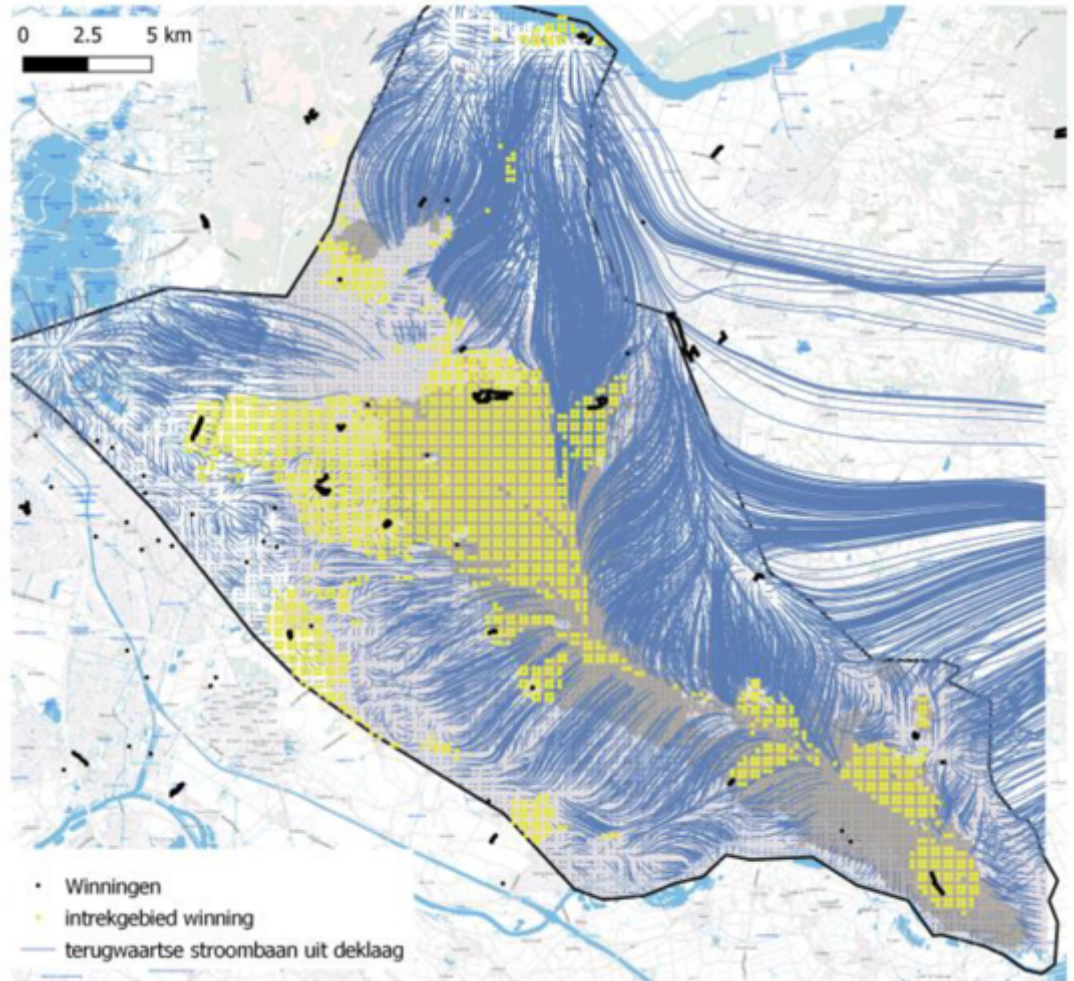 0 2.5 5 km
Winningen
intrekgebied winning
terugwaartse stroombaan uit deklaag